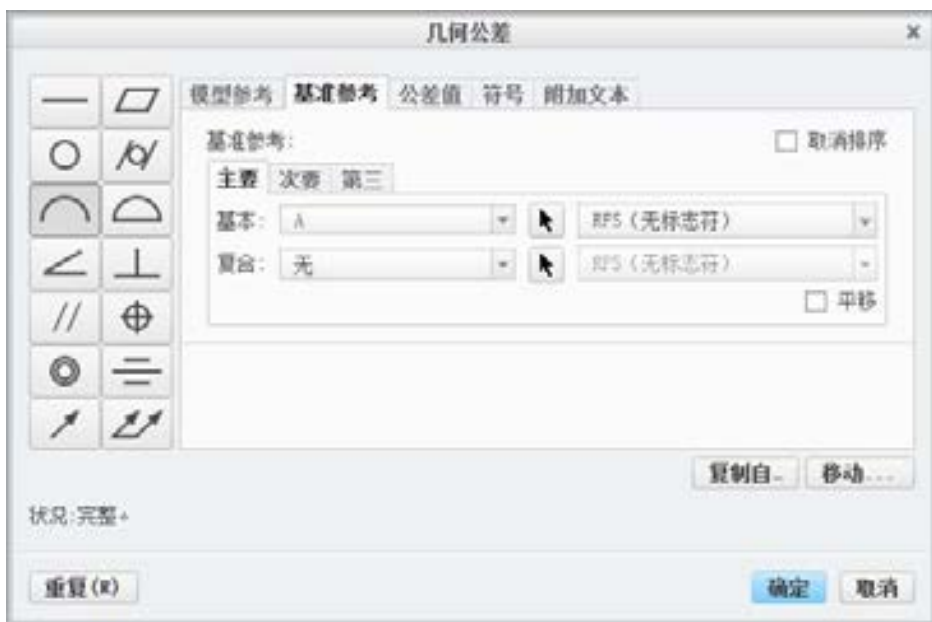 几何公差
模型参考 基准参考 公差值 符号 附加文本
基准参考: 取消排序
主要 次要 第三
基本: A RFS (无标志符)
复合: 无 RFS (无标志符)
平移
复制自... 移动...
状况:完整。
重复(R) 确定 取消